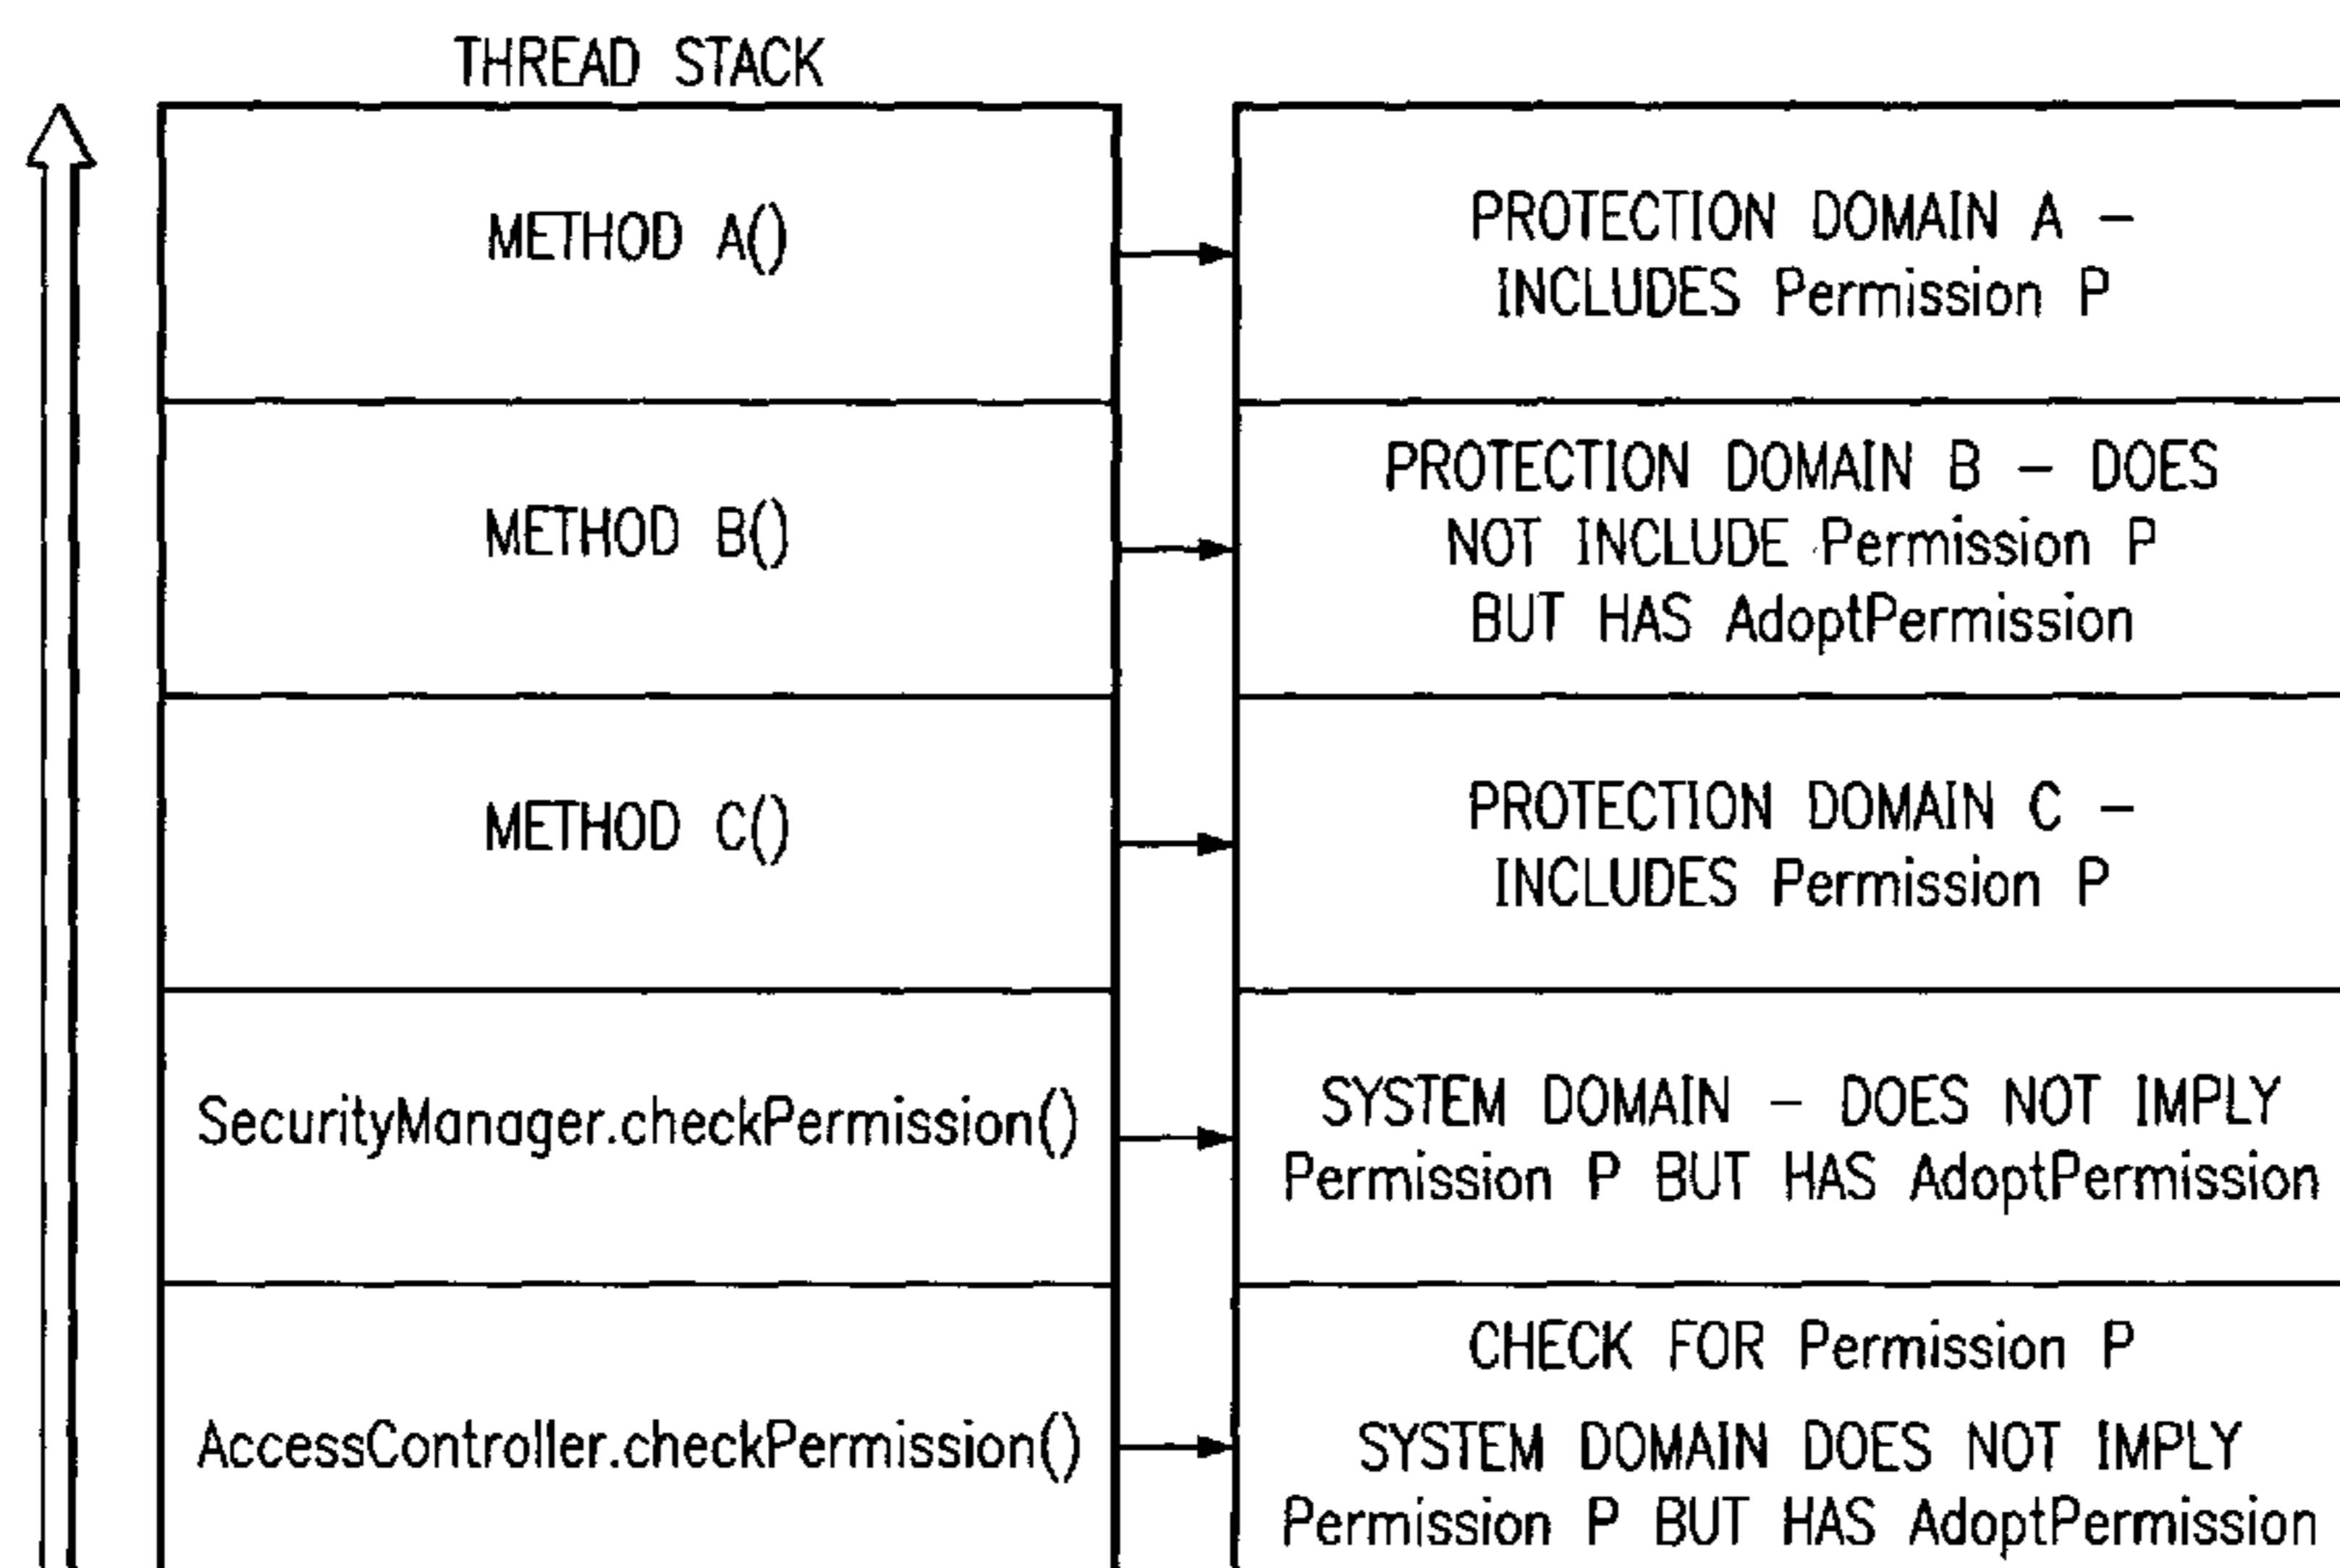 THREAD STACK
METHOD A()
PROTECTION DOMAIN A –
INCLUDES Permission P
METHOD B()
PROTECTION DOMAIN B – DOES
NOT INCLUDE Permission P
BUT HAS AdoptPermission
METHOD C()
PROTECTION DOMAIN C –
INCLUDES Permission P
SecurityManager.checkPermission()
SYSTEM DOMAIN – DOES NOT IMPLY
Permission P BUT HAS AdoptPermission
AccessController.checkPermission()
CHECK FOR Permission P
SYSTEM DOMAIN DOES NOT IMPLY
Permission P BUT HAS AdoptPermission